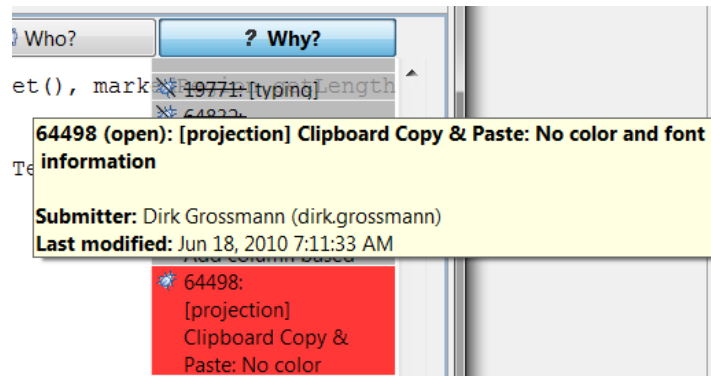 Who?
? Why?
et(), mark
getLength
19771: [typing]
64832:
64498 (open): [projection] Clipboard Copy & Paste: No color and font
information
Te
Submitter: Dirk Grossmann (dirk.grossmann)
Last modified: Jun 18, 2010 7:11:33 AM
Add column based
64498:
[projection]
Clipboard Copy &
Paste: No color